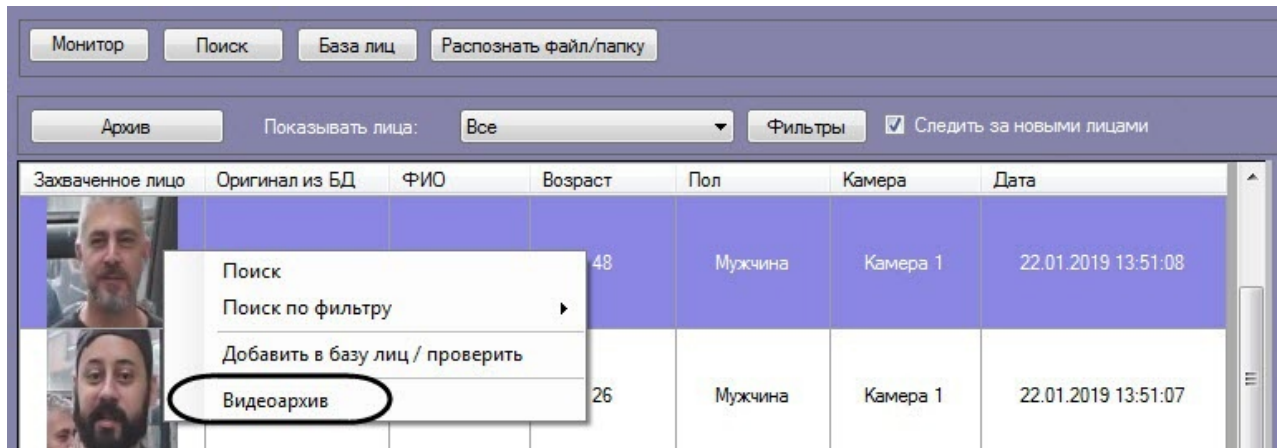 Монитор Поиск База лиц Распознать файл/папку
Архив Показывать лица: Все Фильтры Следить за новыми лицами
Захваченное лицо Оригинал из БД ФИО Возраст Пол Камера Дата
48 Мужчина Камера 1 22.01.2019 13:51:08
Поиск
Поиск по фильтру
Добавить в базу лиц / проверить
Видеоархив
26 Мужчина Камера 1 22.01.2019 13:51:07